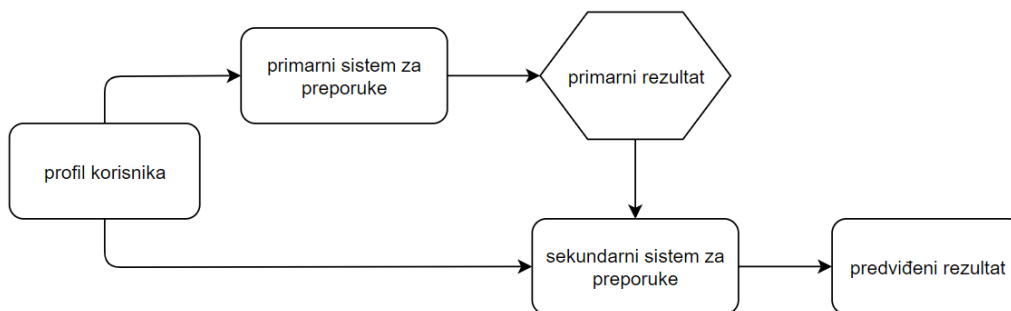 primarni sistem za
preporuke
primarni rezultat
profil korisnika
sekundarni sistem za
preporuke
predviđeni rezultat